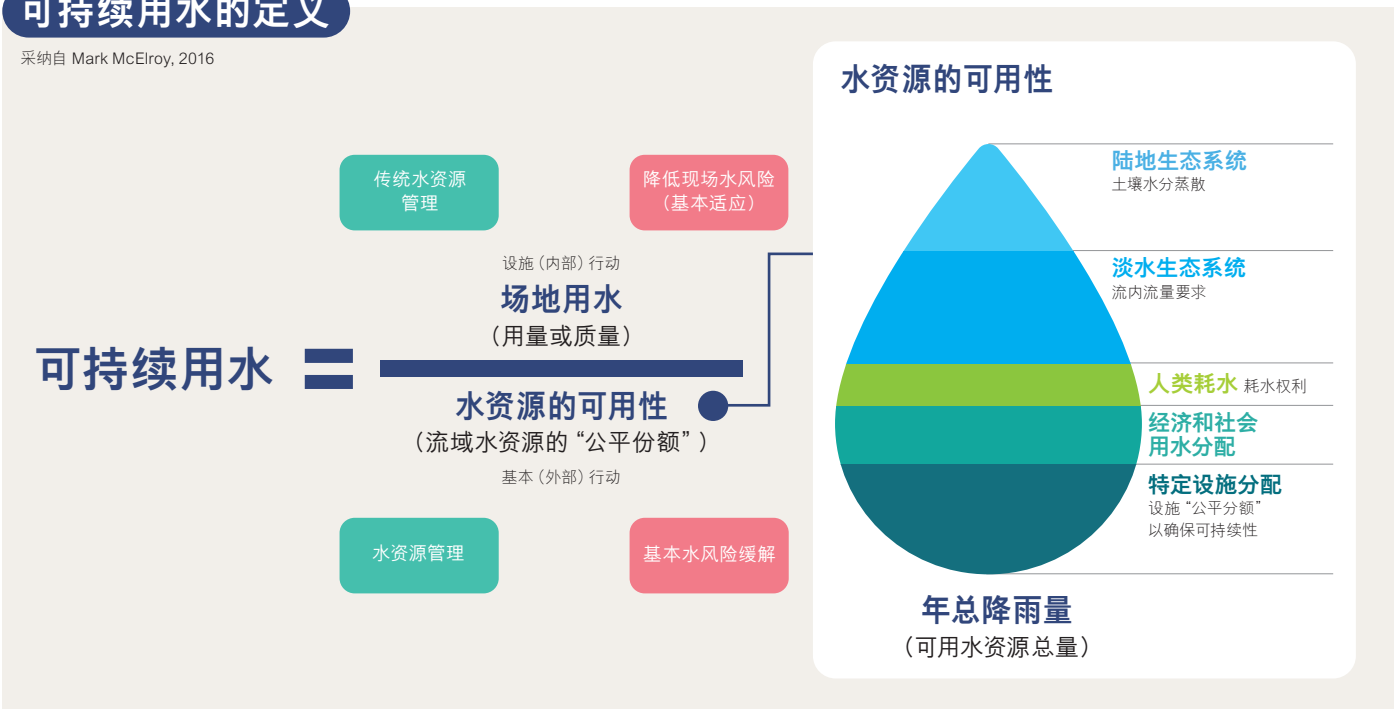 可持续用水的定义
采纳自 Mark McElroy, 2016
传统水资源
管理
降低现场水风险
（基本适应）
设施（内部）行动
场地用水
（用量或质量）
可持续用水 =
水资源的可用性
（流域水资源的“公平份额”）
基本（外部）行动
水资源管理
基本水风险缓解
水资源的可用性
陆地生态系统
土壤水分蒸散
淡水生态系统
流内流量要求
人类耗水 耗水权利
经济和社会
用水分配
特定设施分配
设施“公平分额”
以确保可持续性
年总降雨量
（可用水资源总量）